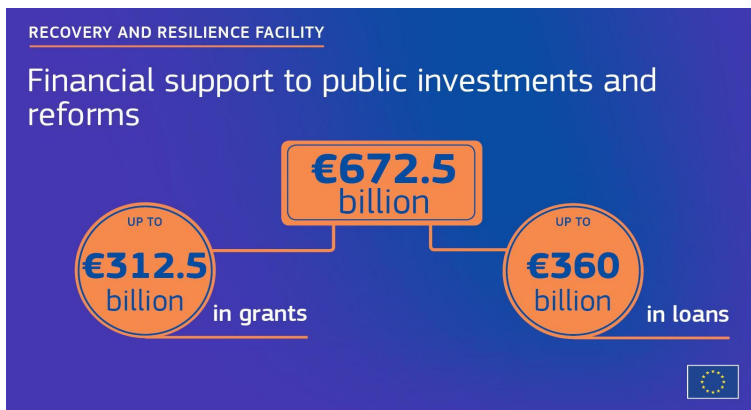 RECOVERY AND RESILIENCE FACILITY
Financial support to public investments and
reforms
€672.5
billion
UP TO
€312.5
billion
in grants
UP TO
€360
billion
in loans